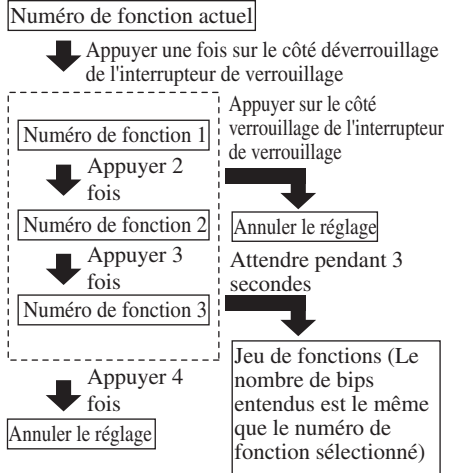 Numéro de fonction actuel
Appuyer une fois sur le côté déverrouillage
de l'interrupteur de verrouillage
Numéro de fonction 1
Appuyer 2
fois
Numéro de fonction 2
Appuyer 3
fois
Numéro de fonction 3
Appuyer 4
fois
Annuler le réglage
Appuyer sur le côté
verrouillage de l'interrupteur
de verrouillage
Annuler le réglage
Attendre pendant 3
secondes
Jeu de fonctions (Le
nombre de bips
entendus est le même
que le numéro de
fonction sélectionné)